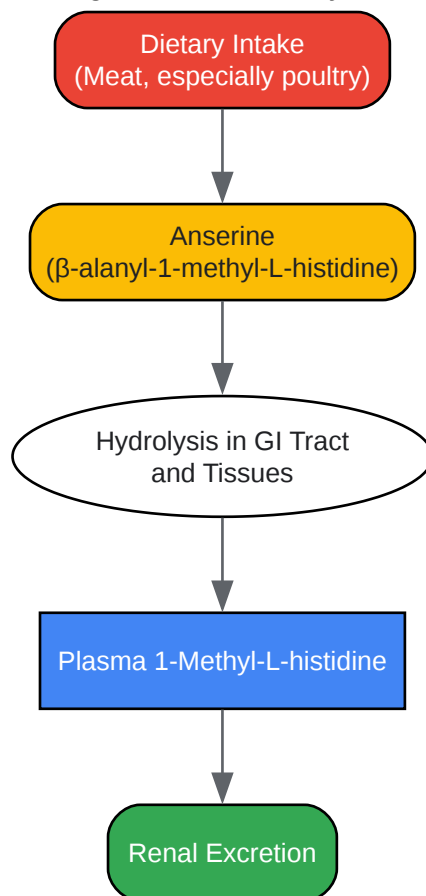 Dietary Intake
(Meat, especially poultry)
Anserine
(β-alanyl-1-methyl-L-histidine)
Hydrolysis in GI Tract
and Tissues
Plasma 1-Methyl-L-histidine
Renal Excretion